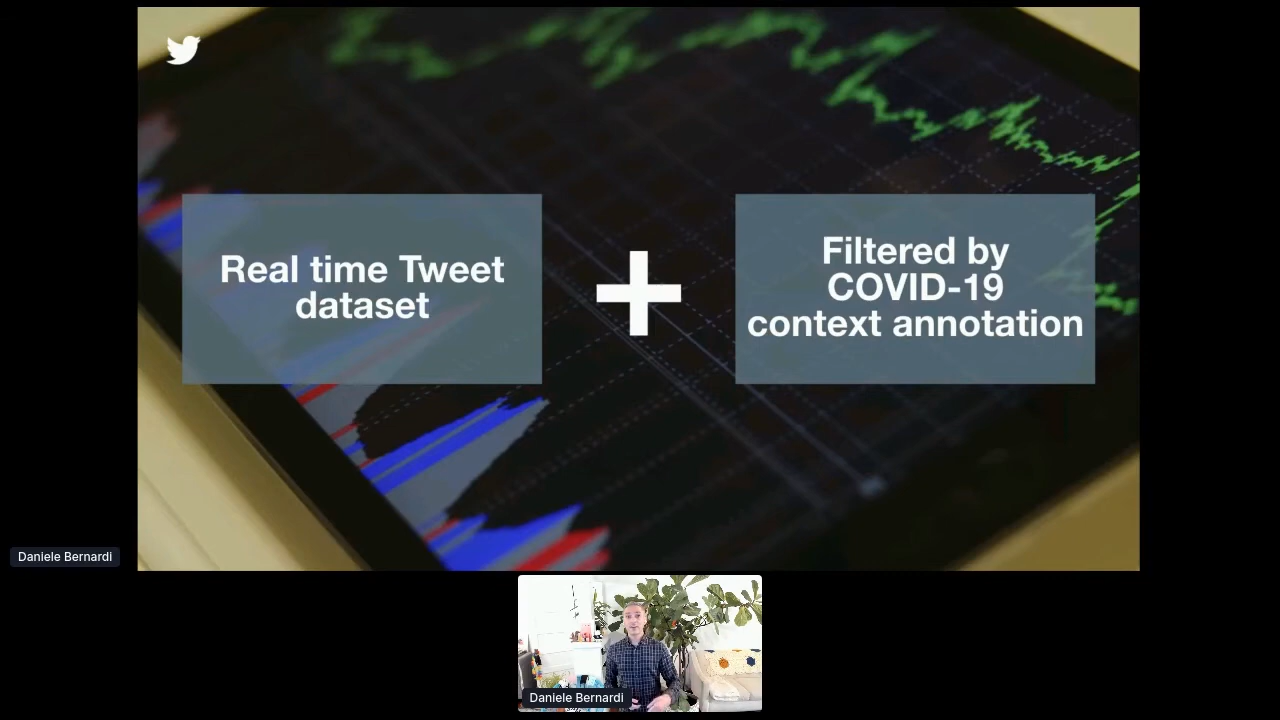 Real time Tweet
dataset
Filtered by
COVID-19
context annotation
Daniele Bernardi
Daniele Bernardi